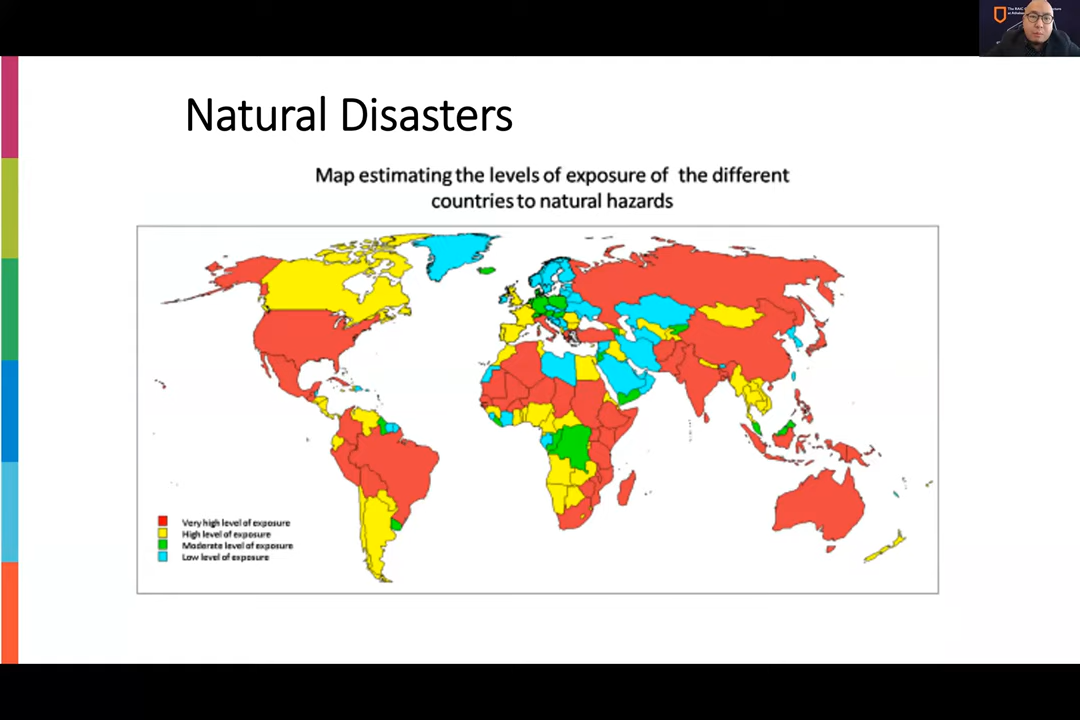 Natural Disasters
Map estimating the levels of exposure of the different
countries to natural hazards
Very high level of exposure
High level of exposure
Moderate level of exposure
Low level of exposure